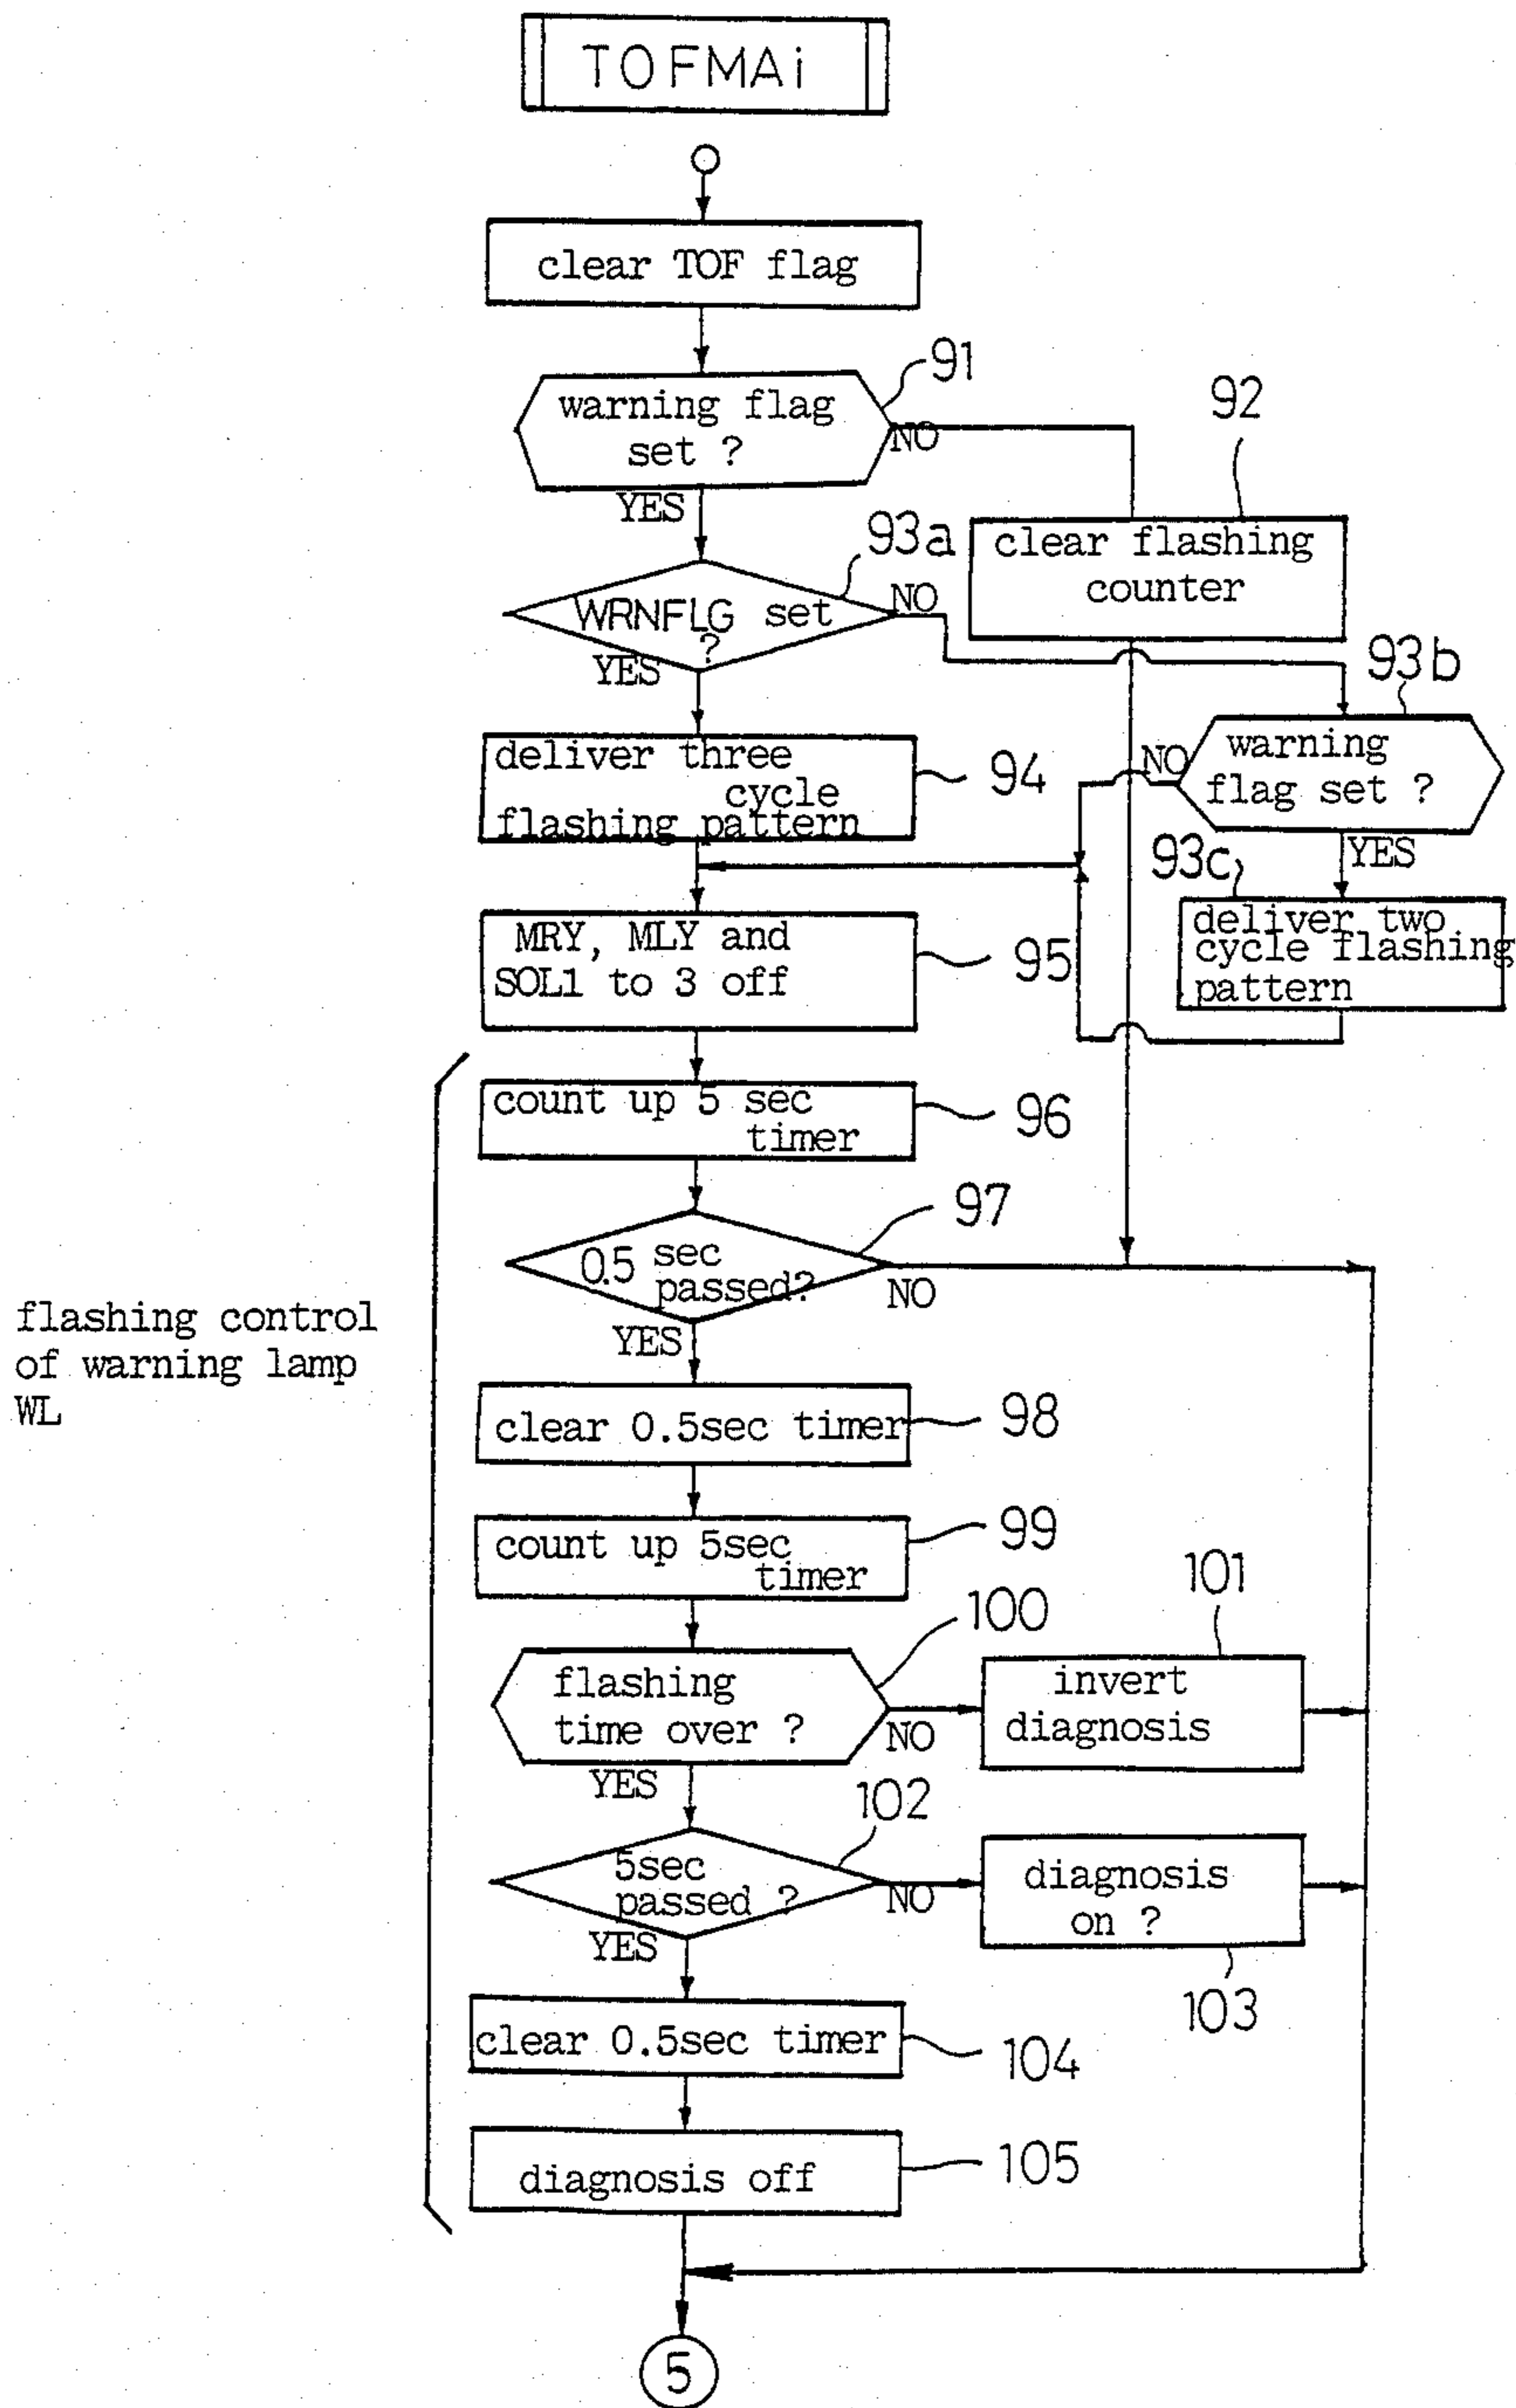 TOFMAi
clear TOF flag
91
warning flag
set ?
NO
YES
92
clear flashing
counter
93a
WRNFLG set
?
NO
YES
93b
warning
flag set ?
NO
YES
deliver three
cycle
flashing pattern
94
93c
deliver two
cycle flashing
pattern
MRY, MLY and
SOL1 to 3 off
95
count up 5 sec
timer
96
97
0.5 sec
passed?
NO
YES
flashing control
of warning lamp
WL
clear 0.5sec timer
98
count up 5sec
timer
99
100
flashing
time over ?
NO
YES
101
invert
diagnosis
102
5sec
passed ?
NO
YES
diagnosis
on ?
103
clear 0.5sec timer
104
diagnosis off
105
5